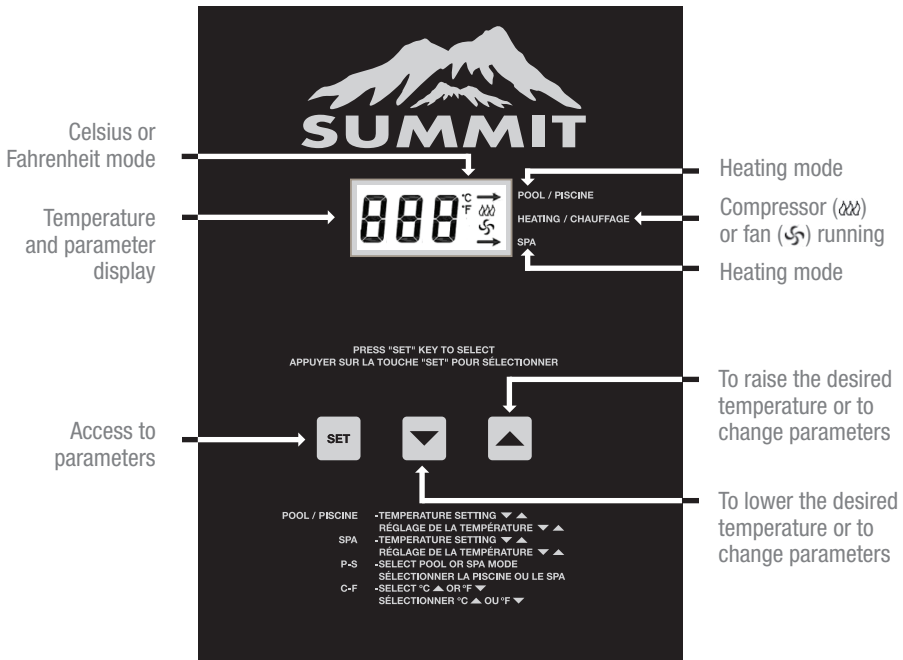 SUMMIT
Celsius or
Fahrenheit mode
Temperature
and parameter
display
888 °C
°F
POOL / PISCINE
HEATING / CHAUFFAGE
SPA
Heating mode
Compressor ( )
or fan ( ) running
Heating mode
PRESS "SET" KEY TO SELECT
APPUYER SUR LA TOUCHE "SET" POUR SÉLECTIONNER
Access to
parameters
SET
▼
▲
To raise the desired
temperature or to
change parameters
To lower the desired
temperature or to
change parameters
POOL / PISCINE -TEMPERATURE SETTING ▼ ▲
RÉGLAGE DE LA TEMPÉRATURE ▼ ▲
SPA -TEMPERATURE SETTING ▼ ▲
RÉGLAGE DE LA TEMPÉRATURE ▼ ▲
P-S -SELECT POOL OR SPA MODE
SÉLECTIONNER LA PISCINE OU LE SPA
C-F -SELECT °C ▲ OR °F ▼
SÉLECTIONNER °C ▲ OU °F ▼